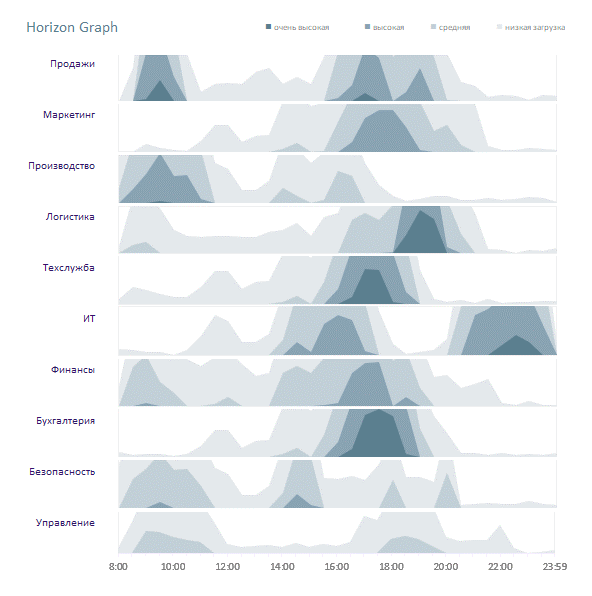 Horizon Graph
очень высокая высокая средняя низкая загрузка
Продажи
Маркетинг
Производство
Логистика
Техслужба
ИТ
Финансы
Бухгалтерия
Безопасность
Управление
8:00 10:00 12:00 14:00 16:00 18:00 20:00 22:00 23:59